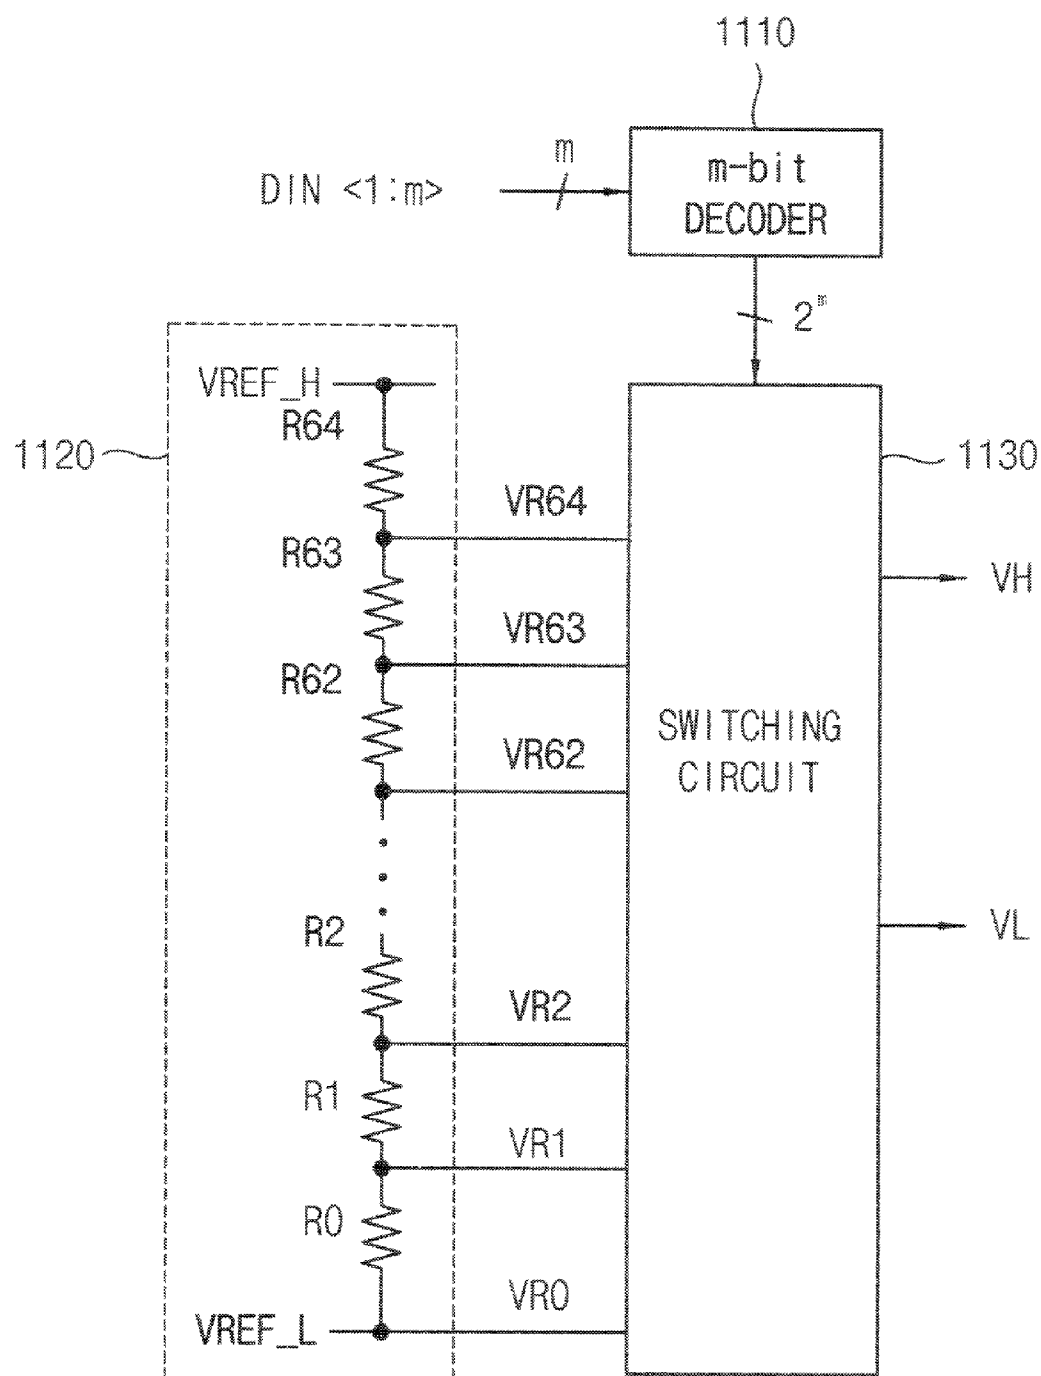 1110
m
DIN <1:m>
m-bit
DECODER
2^m
VREF_H
R64
1120
1130
VR64
R63
VH
VR63
R62
SWITCHING
VR62
CIRCUIT
R2
VL
VR2
R1
VR1
R0
VR0
VREF_L